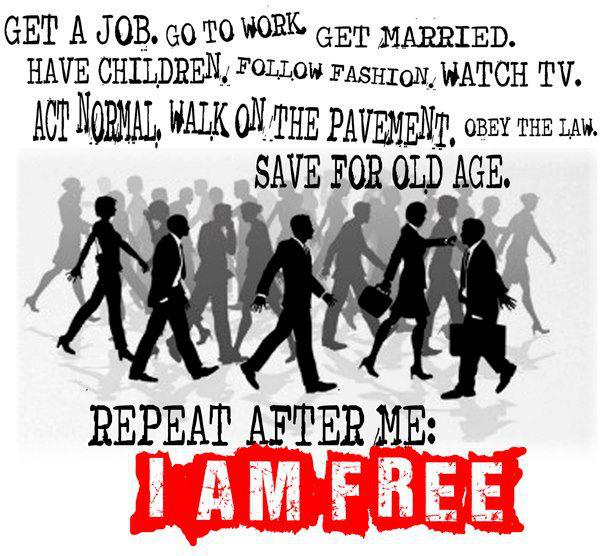 GET A JOB. GO TO WORK. GET MARRIED.
HAVE CHILDREN. FOLLOW FASHION. WATCH TV.
ACT NORMAL. WALK ON THE PAVEMENT. OBEY THE LAW.
SAVE FOR OLD AGE.
REPEAT AFTER ME:
I AM FREE